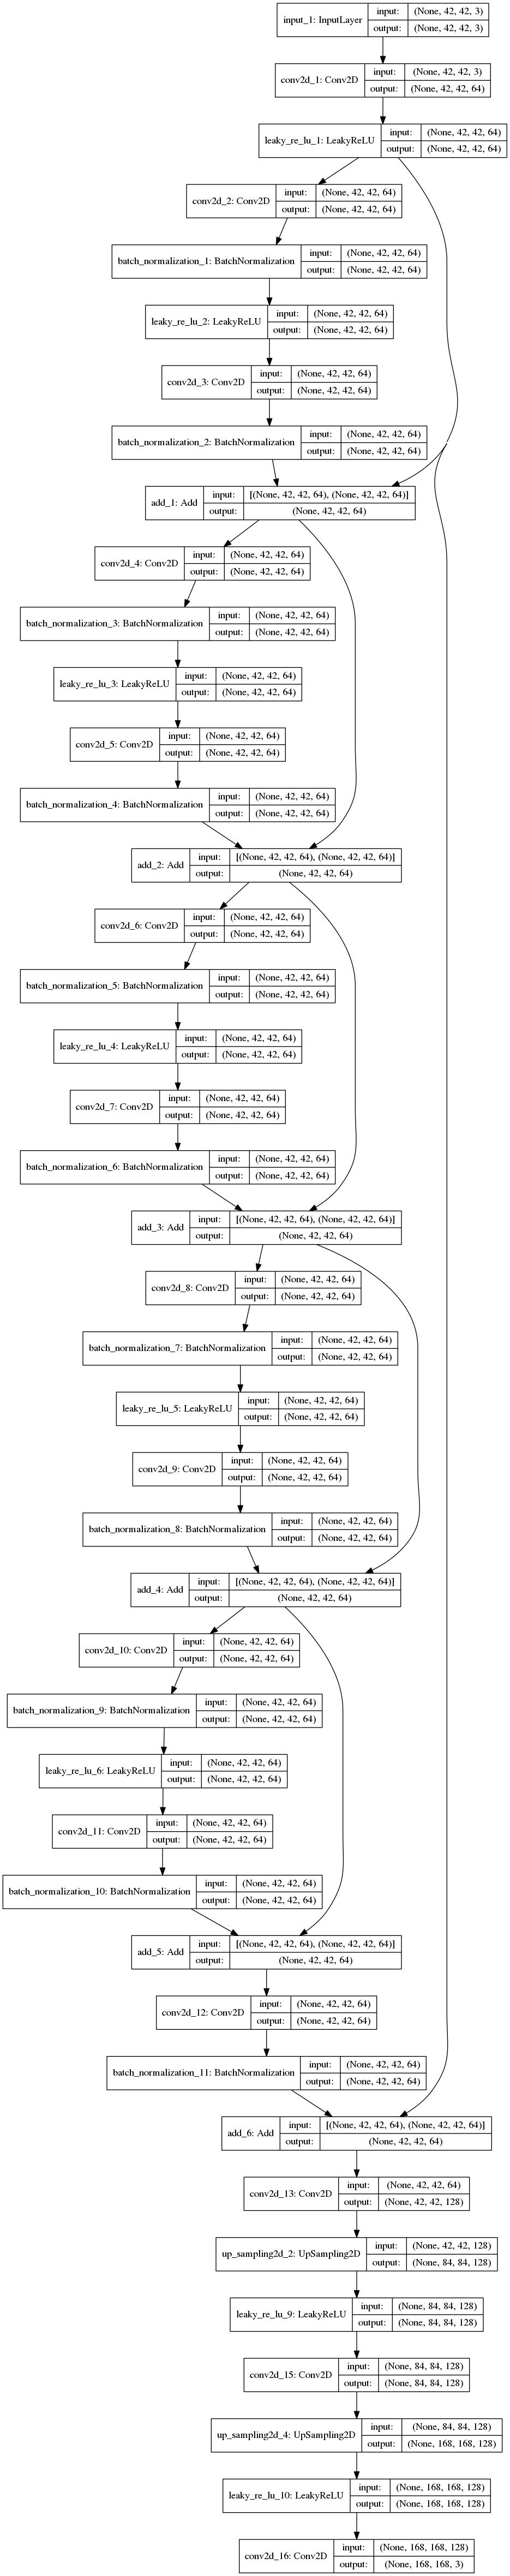 input_1: InputLayer input: (None, 42, 42, 3)
output: (None, 42, 42, 3)
conv2d_1: Conv2D input: (None, 42, 42, 3)
output: (None, 42, 42, 64)
leaky_re_lu_1: LeakyReLU input: (None, 42, 42, 64)
output: (None, 42, 42, 64)
conv2d_2: Conv2D input: (None, 42, 42, 64)
output: (None, 42, 42, 64)
batch_normalization_1: BatchNormalization input: (None, 42, 42, 64)
output: (None, 42, 42, 64)
leaky_re_lu_2: LeakyReLU input: (None, 42, 42, 64)
output: (None, 42, 42, 64)
conv2d_3: Conv2D input: (None, 42, 42, 64)
output: (None, 42, 42, 64)
batch_normalization_2: BatchNormalization input: (None, 42, 42, 64)
output: (None, 42, 42, 64)
add_1: Add input: [(None, 42, 42, 64), (None, 42, 42, 64)]
output: (None, 42, 42, 64)
conv2d_4: Conv2D input: (None, 42, 42, 64)
output: (None, 42, 42, 64)
batch_normalization_3: BatchNormalization input: (None, 42, 42, 64)
output: (None, 42, 42, 64)
leaky_re_lu_3: LeakyReLU input: (None, 42, 42, 64)
output: (None, 42, 42, 64)
conv2d_5: Conv2D input: (None, 42, 42, 64)
output: (None, 42, 42, 64)
batch_normalization_4: BatchNormalization input: (None, 42, 42, 64)
output: (None, 42, 42, 64)
add_2: Add input: [(None, 42, 42, 64), (None, 42, 42, 64)]
output: (None, 42, 42, 64)
conv2d_6: Conv2D input: (None, 42, 42, 64)
output: (None, 42, 42, 64)
batch_normalization_5: BatchNormalization input: (None, 42, 42, 64)
output: (None, 42, 42, 64)
leaky_re_lu_4: LeakyReLU input: (None, 42, 42, 64)
output: (None, 42, 42, 64)
conv2d_7: Conv2D input: (None, 42, 42, 64)
output: (None, 42, 42, 64)
batch_normalization_6: BatchNormalization input: (None, 42, 42, 64)
output: (None, 42, 42, 64)
add_3: Add input: [(None, 42, 42, 64), (None, 42, 42, 64)]
output: (None, 42, 42, 64)
conv2d_8: Conv2D input: (None, 42, 42, 64)
output: (None, 42, 42, 64)
batch_normalization_7: BatchNormalization input: (None, 42, 42, 64)
output: (None, 42, 42, 64)
leaky_re_lu_5: LeakyReLU input: (None, 42, 42, 64)
output: (None, 42, 42, 64)
conv2d_9: Conv2D input: (None, 42, 42, 64)
output: (None, 42, 42, 64)
batch_normalization_8: BatchNormalization input: (None, 42, 42, 64)
output: (None, 42, 42, 64)
add_4: Add input: [(None, 42, 42, 64), (None, 42, 42, 64)]
output: (None, 42, 42, 64)
conv2d_10: Conv2D input: (None, 42, 42, 64)
output: (None, 42, 42, 64)
batch_normalization_9: BatchNormalization input: (None, 42, 42, 64)
output: (None, 42, 42, 64)
leaky_re_lu_6: LeakyReLU input: (None, 42, 42, 64)
output: (None, 42, 42, 64)
conv2d_11: Conv2D input: (None, 42, 42, 64)
output: (None, 42, 42, 64)
batch_normalization_10: BatchNormalization input: (None, 42, 42, 64)
output: (None, 42, 42, 64)
add_5: Add input: [(None, 42, 42, 64), (None, 42, 42, 64)]
output: (None, 42, 42, 64)
conv2d_12: Conv2D input: (None, 42, 42, 64)
output: (None, 42, 42, 64)
batch_normalization_11: BatchNormalization input: (None, 42, 42, 64)
output: (None, 42, 42, 64)
add_6: Add input: [(None, 42, 42, 64), (None, 42, 42, 64)]
output: (None, 42, 42, 64)
conv2d_13: Conv2D input: (None, 42, 42, 64)
output: (None, 42, 42, 128)
up_sampling2d_2: UpSampling2D input: (None, 42, 42, 128)
output: (None, 84, 84, 128)
leaky_re_lu_9: LeakyReLU input: (None, 84, 84, 128)
output: (None, 84, 84, 128)
conv2d_15: Conv2D input: (None, 84, 84, 128)
output: (None, 84, 84, 128)
up_sampling2d_4: UpSampling2D input: (None, 84, 84, 128)
output: (None, 168, 168, 128)
leaky_re_lu_10: LeakyReLU input: (None, 168, 168, 128)
output: (None, 168, 168, 128)
conv2d_16: Conv2D input: (None, 168, 168, 128)
output: (None, 168, 168, 3)